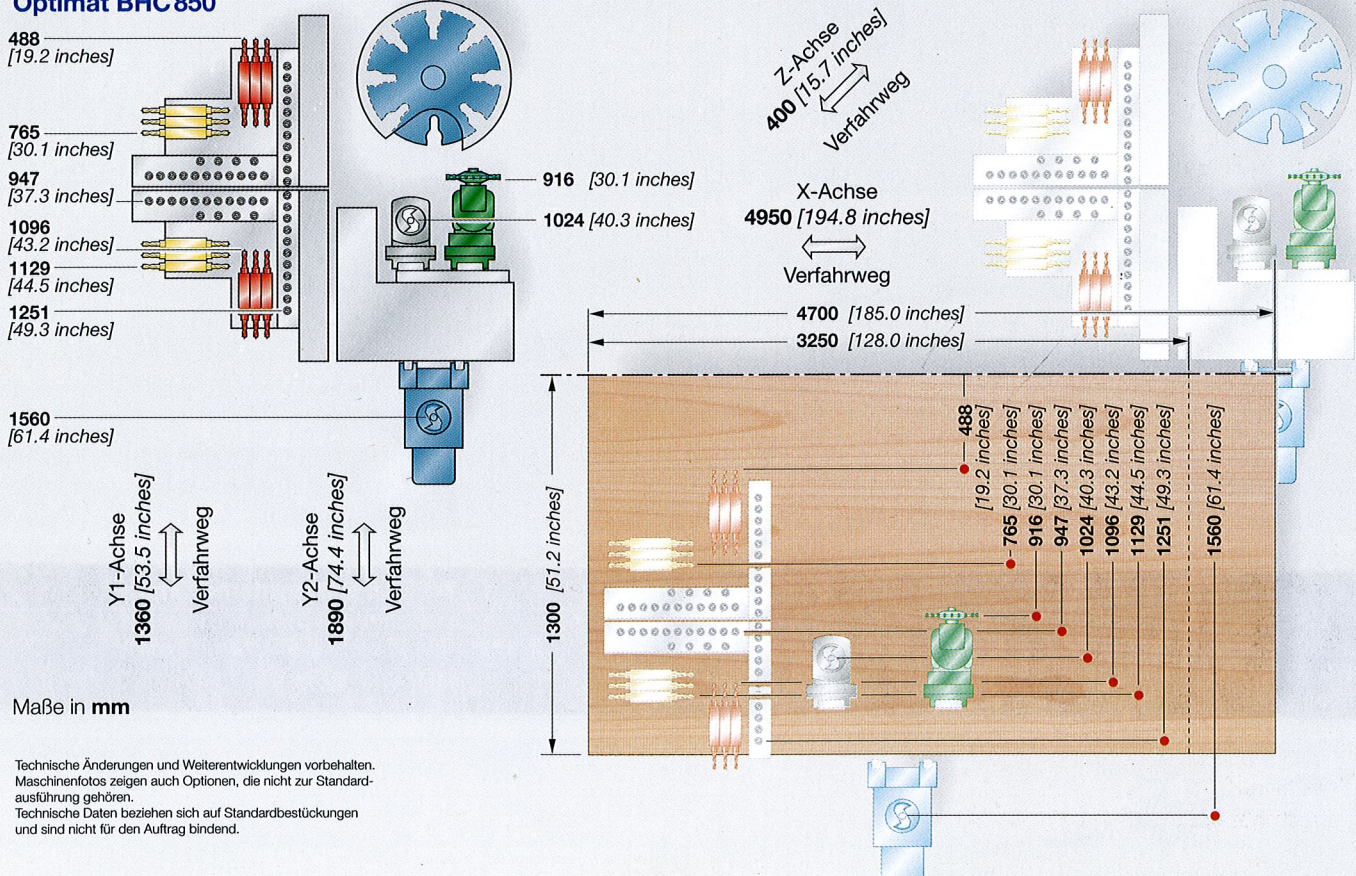 Optimat BHC 850
488
[19.2 inches]
765
[30.1 inches]
947
[37.3 inches]
1096
[43.2 inches]
1129
[44.5 inches]
1251
[49.3 inches]
1560
[61.4 inches]
916 [30.1 inches]
1024 [40.3 inches]
Z-Achse
400 [15.7 inches]
Verfahrweg
X-Achse
4950 [194.8 inches]
Verfahrweg
4700 [185.0 inches]
3250 [128.0 inches]
Y1-Achse
1360 [53.5 inches]
Verfahrweg
Y2-Achse
1890 [74.4 inches]
Verfahrweg
1300 [51.2 inches]
488
[19.2 inches]
765 [30.1 inches]
916 [30.1 inches]
947 [37.3 inches]
1024 [40.3 inches]
1096 [43.2 inches]
1129 [44.5 inches]
1251 [49.3 inches]
1560 [61.4 inches]
Maße in mm
Technische Änderungen und Weiterentwicklungen vorbehalten.
Maschinenfotos zeigen auch Optionen, die nicht zur Standard-
ausführung gehören.
Technische Daten beziehen sich auf Standardbestückungen
und sind nicht für den Auftrag bindend.